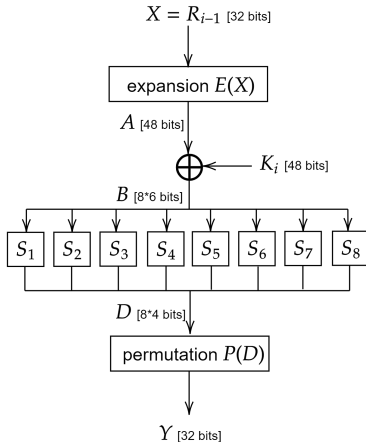 X = R_{i−1} [32 bits]
expansion E(X)
A [48 bits]
K_i [48 bits]
B [8*6 bits]
S_1 S_2 S_3 S_4 S_5 S_6 S_7 S_8
D [8*4 bits]
permutation P(D)
Y [32 bits]